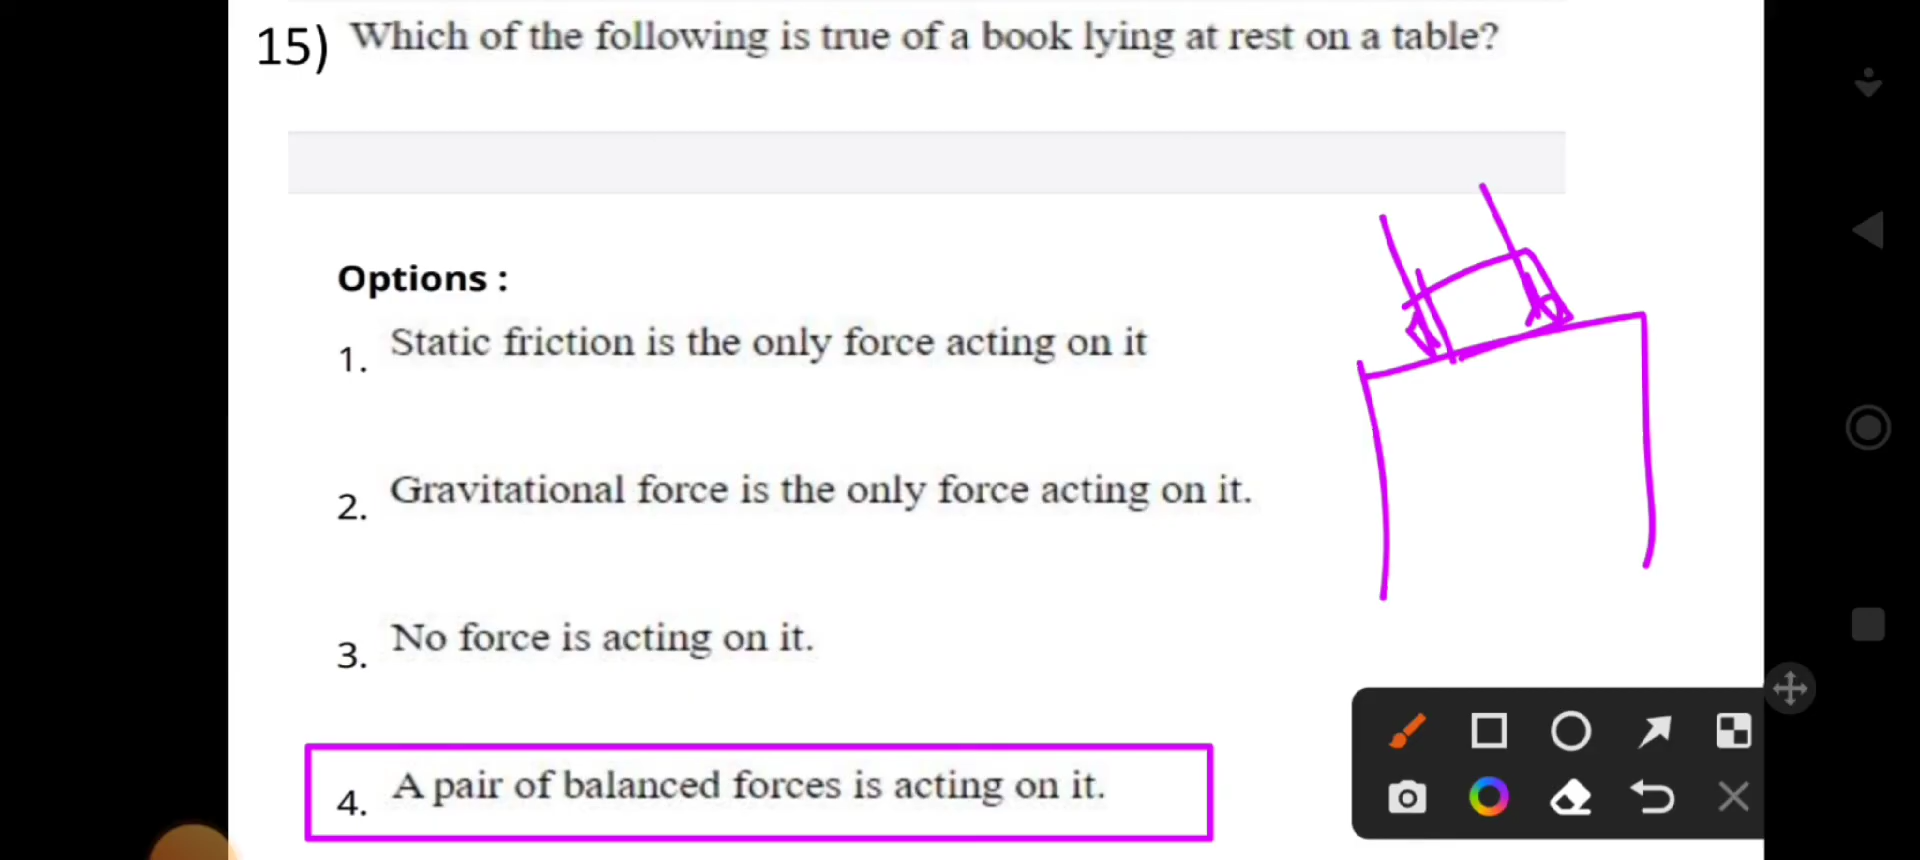 15) Which of the following is true of a book lying at rest on a table?
Options :
1. Static friction is the only force acting on it
2. Gravitational force is the only force acting on it.
3. No force is acting on it.
4. A pair of balanced forces is acting on it.